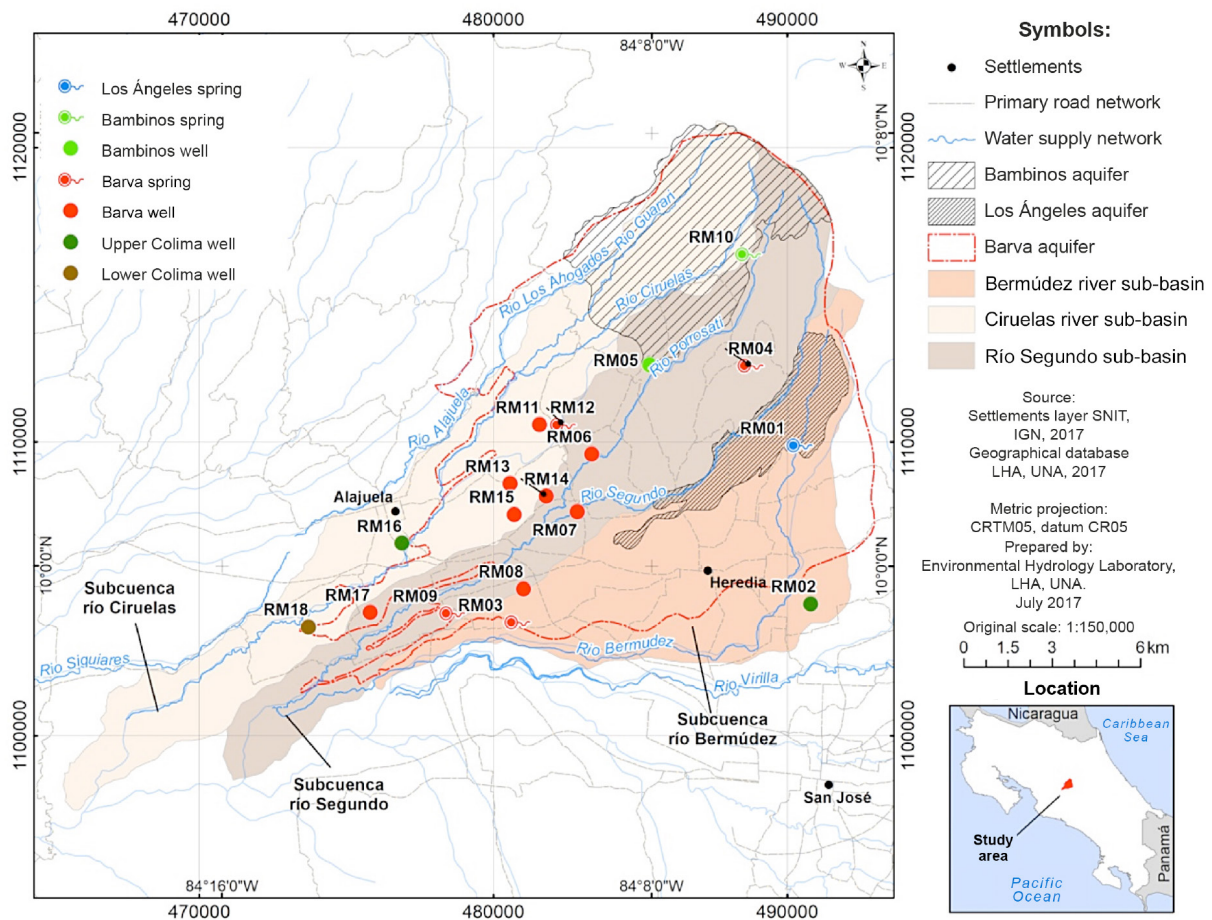 470000
480000
490000
84°8'0"W
Los Ángeles spring
Bambinos spring
Bambinos well
Barva spring
Barva well
Upper Colima well
Lower Colima well
N
W
E
S
1120000
10°8'0"N
1120000
RM10
Río Guararí
Río Los Ahogados
Río Ciruelas
RM05
Río Porrosatí
RM04
Río Alajuela
RM11
RM12
RM06
RM01
1110000
1110000
RM13
RM14
Río Segundo
Alajuela
RM15
RM16
RM07
10°0'0"N
10°0'0"N
Subcuenca
río Ciruelas
RM08
Heredia
RM17
RM09
RM03
RM02
RM18
Río Bermudez
Río Siquiares
Río Virilla
Subcuenca
río Bermúdez
1100000
1100000
Subcuenca
río Segundo
San José
84°16'0"W
84°8'0"W
470000
480000
490000
Symbols:
Settlements
Primary road network
Water supply network
Bambinos aquifer
Los Ángeles aquifer
Barva aquifer
Bermúdez river sub-basin
Ciruelas river sub-basin
Río Segundo sub-basin
Source:
Settlements layer SNIT,
IGN, 2017
Geographical database
LHA, UNA, 2017
Metric projection:
CRTM05, datum CR05
Prepared by:
Environmental Hydrology Laboratory,
LHA, UNA.
July 2017
Original scale: 1:150,000
0 1.5 3 6 km
Location
Nicaragua
Caribbean
Sea
Study
area
Panamá
Pacific
Ocean